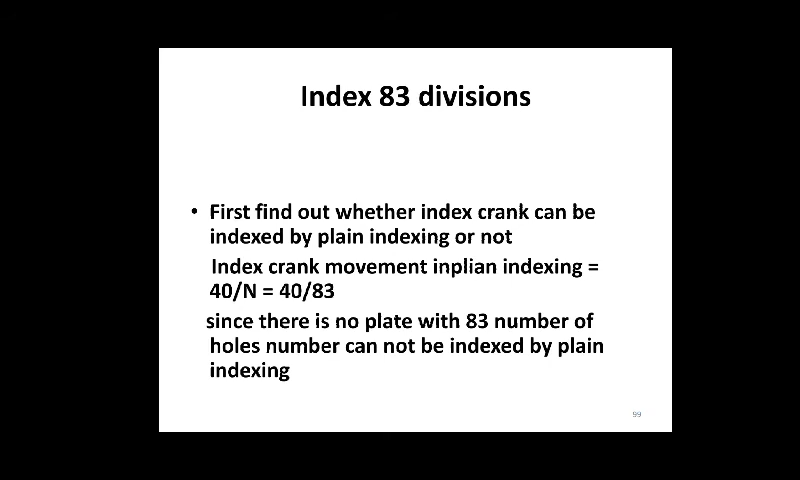 Index 83 divisions
• First find out whether index crank can be
indexed by plain indexing or not
Index crank movement inplian indexing =
40/N = 40/83
since there is no plate with 83 number of
holes number can not be indexed by plain
indexing
99